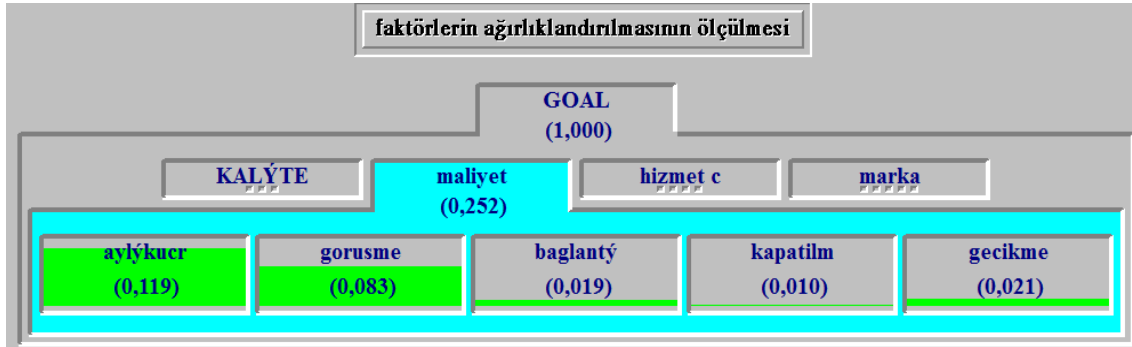 faktörlerin ağırlıklandırılmasının ölçülmesi
GOAL
(1,000)
KALÝTE maliyet hizmet c marka
(0,252)
aylýkucr gorusme baglantý kapatilm gecikme
(0,119) (0,083) (0,019) (0,010) (0,021)